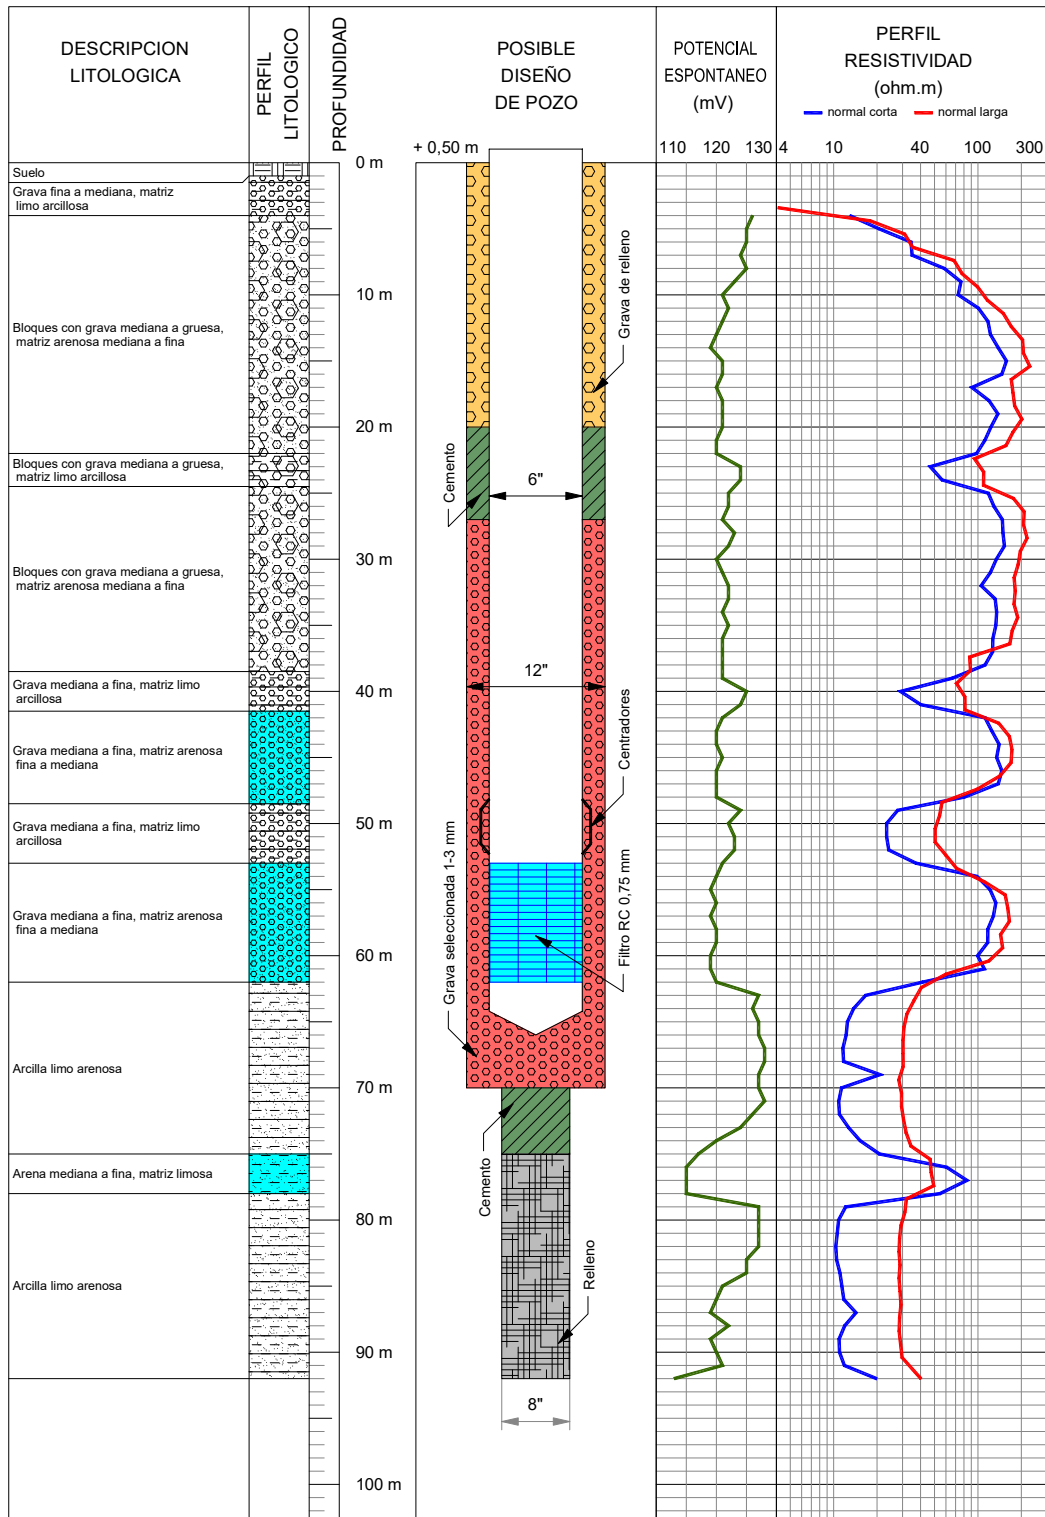 DESCRIPCION
LITOLOGICA
PERFIL
LITOLOGICO
PROFUNDIDAD
POSIBLE
DISEÑO
DE POZO
POTENCIAL
ESPONTANEO
(mV)
PERFIL
RESISTIVIDAD
(ohm.m)
normal corta
normal larga
+ 0,50 m
110 120 130
4 10 40 100 300
0 m
10 m
20 m
30 m
40 m
50 m
60 m
70 m
80 m
90 m
100 m
Suelo
Grava fina a mediana, matriz
limo arcillosa
Bloques con grava mediana a gruesa,
matriz arenosa mediana a fina
Bloques con grava mediana a gruesa,
matriz limo arcillosa
Bloques con grava mediana a gruesa,
matriz arenosa mediana a fina
Grava mediana a fina, matriz limo
arcillosa
Grava mediana a fina, matriz arenosa
fina a mediana
Grava mediana a fina, matriz limo
arcillosa
Grava mediana a fina, matriz arenosa
fina a mediana
Arcilla limo arenosa
Arena mediana a fina, matriz limosa
Arcilla limo arenosa
Grava de relleno
Cemento
6"
12"
Centradores
Grava seleccionada 1-3 mm
Filtro RC 0,75 mm
Cemento
Relleno
8"